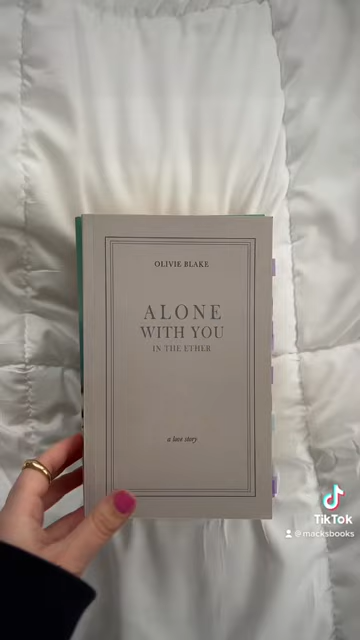 OLIVIE BLAKE
ALONE
WITH YOU
IN THE ETHER
a love story
TikTok
@macksbooks